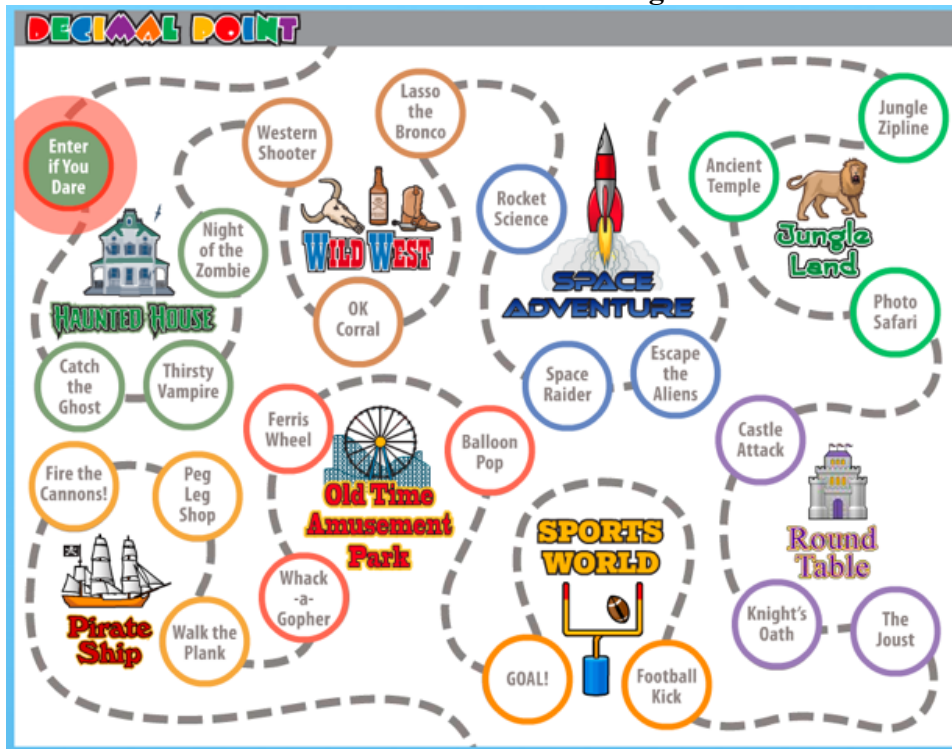 DECIMAL POINT
Enter
if You
Dare
Night
of the
Zombie
HAUNTED HOUSE
Catch
the
Ghost
Thirsty
Vampire
Western
Shooter
Lasso
the
Bronco
WILD WEST
OK
Corral
Rocket
Science
SPACE
ADVENTURE
Space
Raider
Escape
the
Aliens
Jungle
Zipline
Ancient
Temple
Jungle
Land
Photo
Safari
Castle
Attack
Round
Table
Knight's
Oath
The
Joust
SPORTS
WORLD
Football
Kick
GOAL!
Balloon
Pop
Ferris
Wheel
Old Time
Amusement
Park
Whack
-a-
Gopher
Fire the
Cannons!
Peg
Leg
Shop
Pirate
Ship
Walk the
Plank